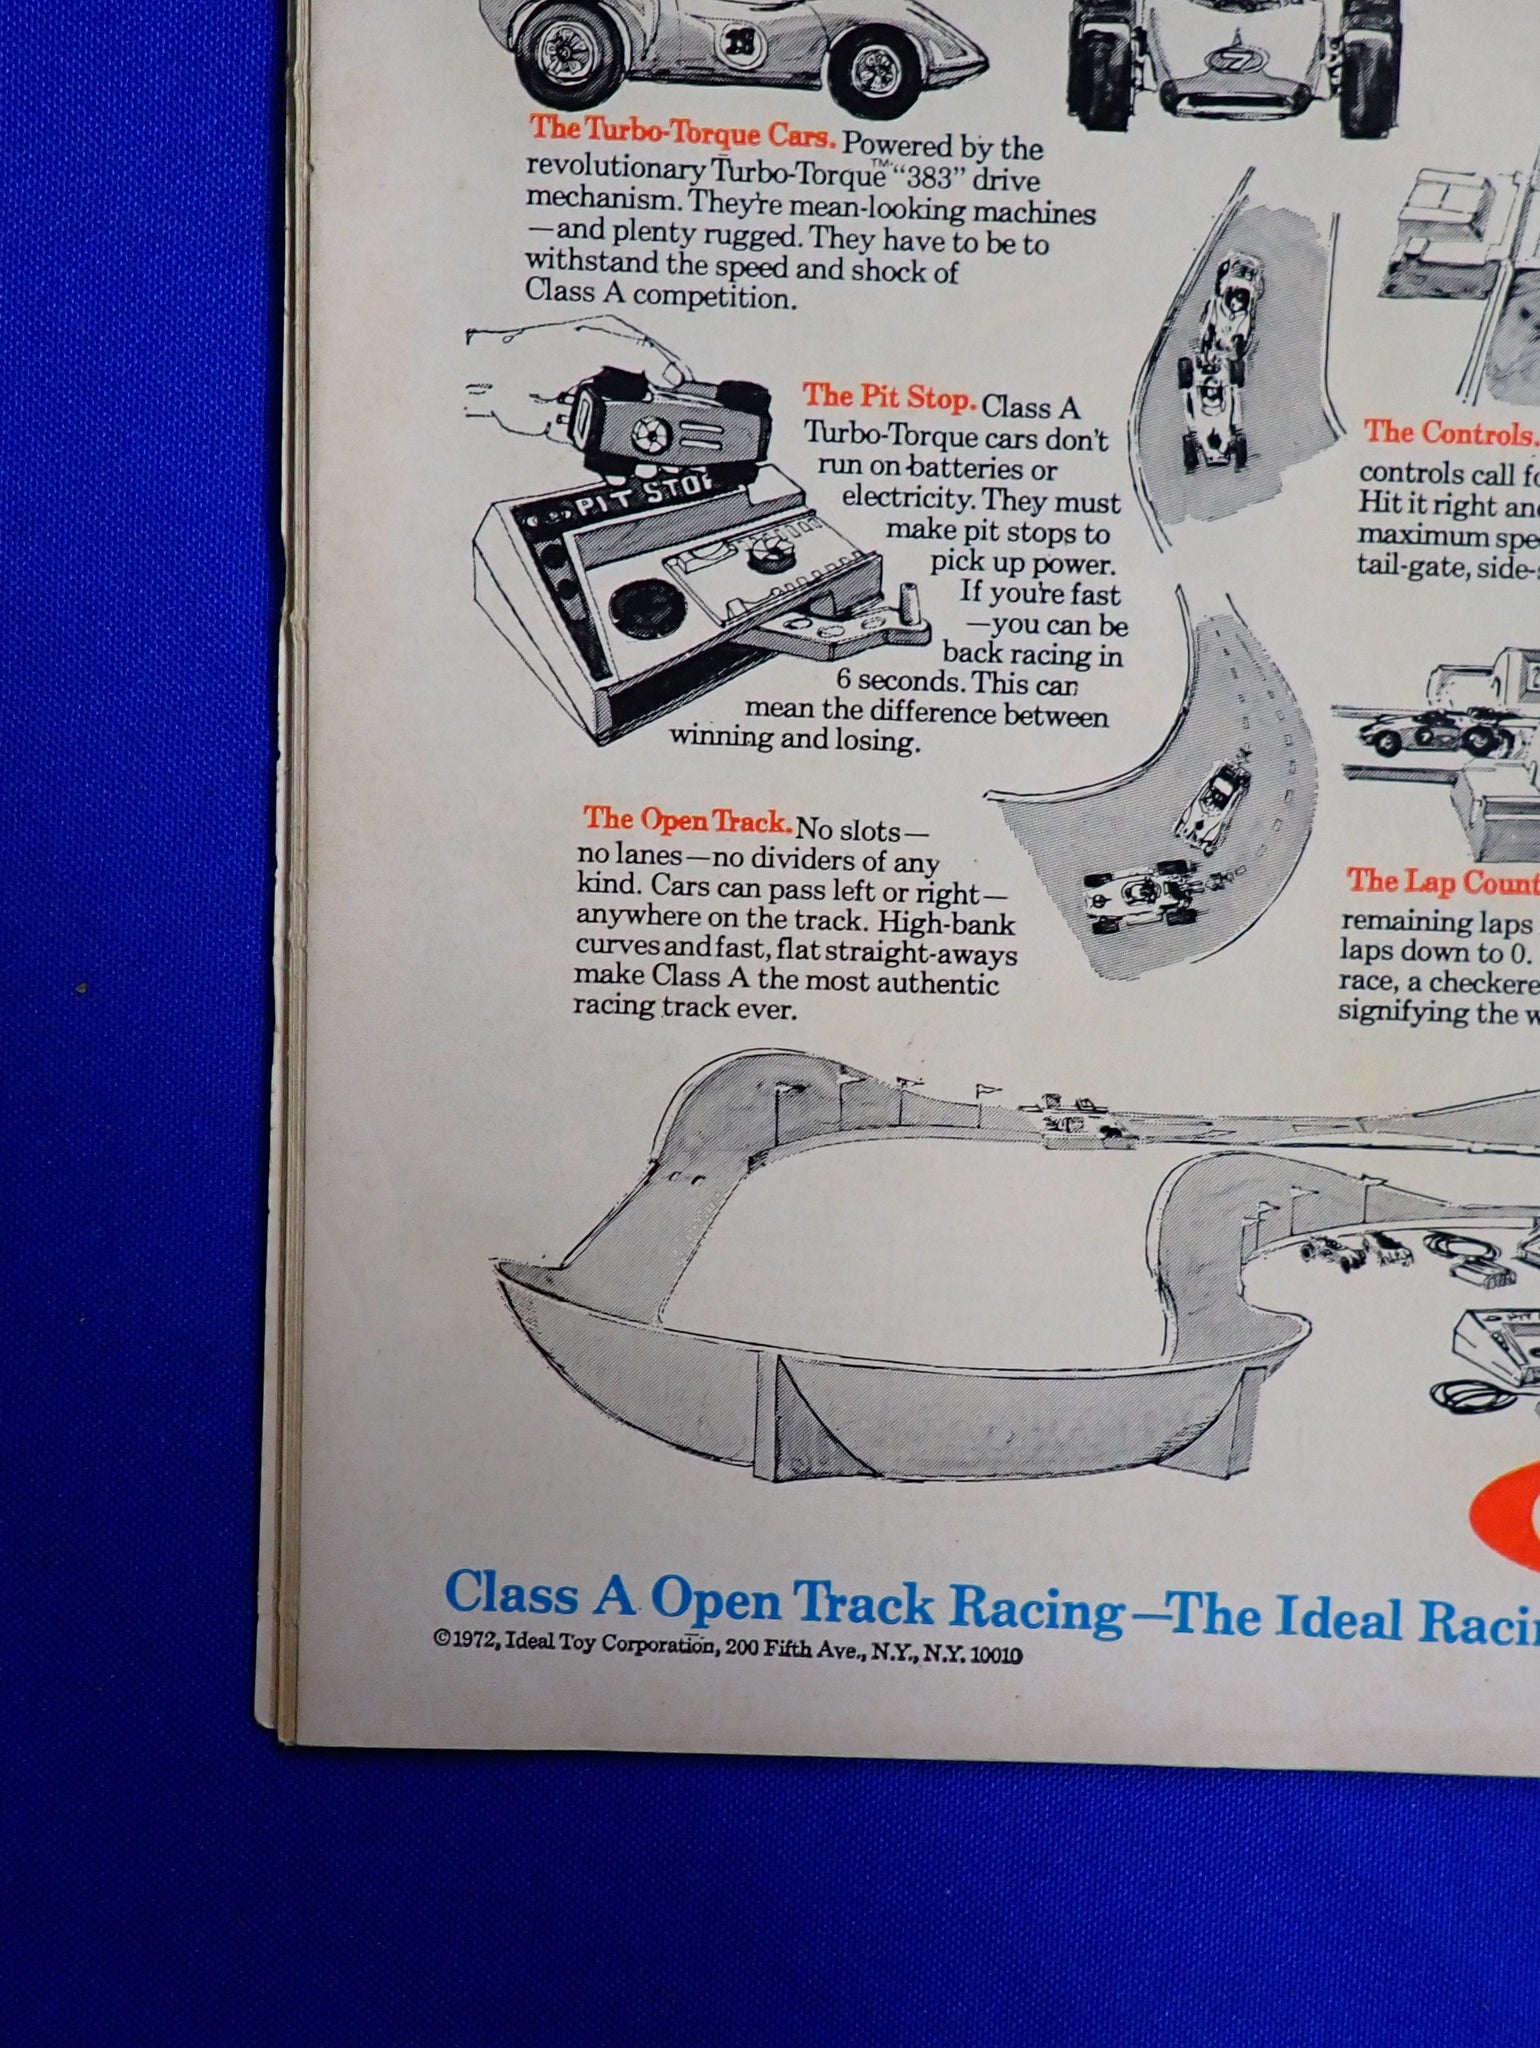 18
7
The Turbo-Torque Cars. Powered by the
revolutionary Turbo-Torque™ “383” drive
mechanism. They're mean-looking machines
—and plenty rugged. They have to be to
withstand the speed and shock of
Class A competition.
PIT STOP
The Pit Stop. Class A
Turbo-Torque cars don't
run on batteries or
electricity. They must
make pit stops to
pick up power.
If you're fast
—you can be
back racing in
6 seconds. This can
mean the difference between
winning and losing.
The Open Track. No slots—
no lanes—no dividers of any
kind. Cars can pass left or right—
anywhere on the track. High-bank
curves and fast, flat straight-aways
make Class A the most authentic
racing track ever.
The Controls.
controls call
Hit it right
maximum
tail-gate,
The Lap
remaining laps
laps down to 0.
race, a
signifying the
Class A Open Track Racing—The Ideal
©1972, Ideal Toy Corporation, 200 Fifth Ave., N.Y., N.Y. 10010